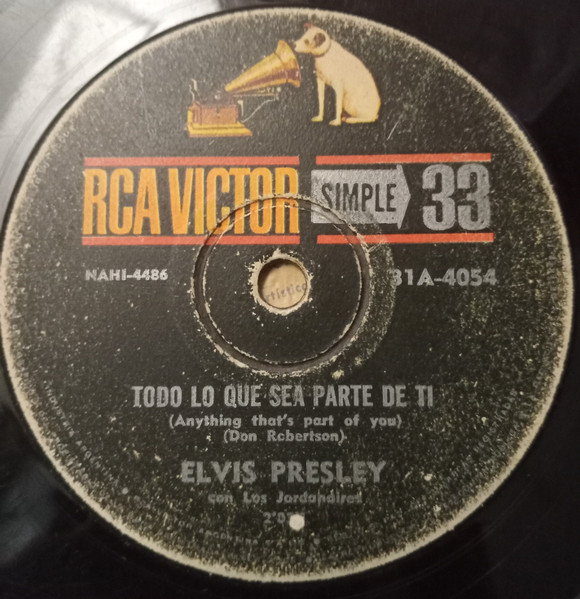 RCA VICTOR SIMPLE 33
NAHI-4486 31A-4054
TODO LO QUE SEA PARTE DE TI
(Anything that's part of you)
(Don Robertson)
ELVIS PRESLEY
con Los Jordanaires